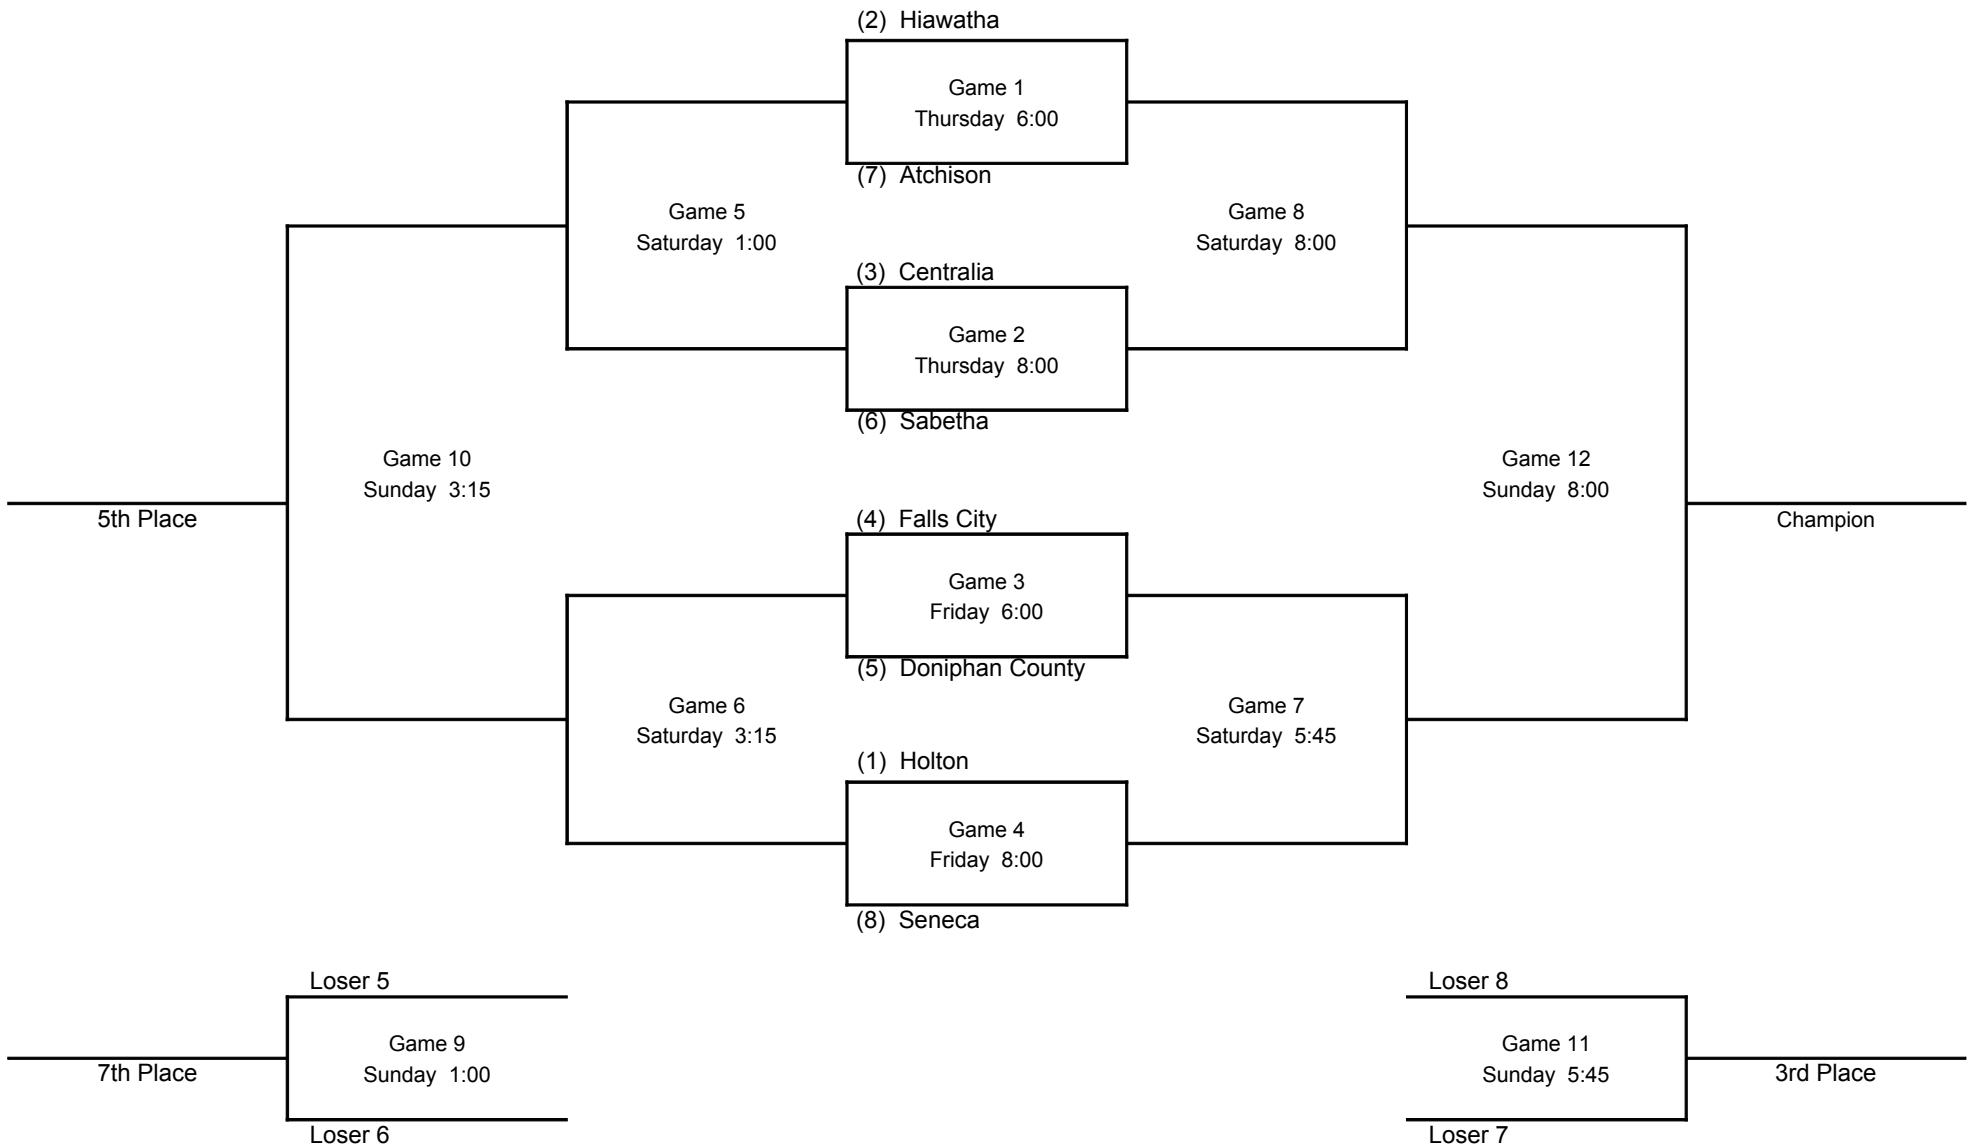 (2) Hiawatha
Game 1
Thursday 6:00
(7) Atchison
Game 5
Saturday 1:00
Game 8
Saturday 8:00
(3) Centralia
Game 2
Thursday 8:00
(6) Sabetha
Game 10
Sunday 3:15
5th Place
Game 12
Sunday 8:00
Champion
(4) Falls City
Game 3
Friday 6:00
(5) Doniphan County
Game 6
Saturday 3:15
Game 7
Saturday 5:45
(1) Holton
Game 4
Friday 8:00
(8) Seneca
Loser 5
Game 9
Sunday 1:00
7th Place
Loser 6
Loser 8
Game 11
Sunday 5:45
3rd Place
Loser 7